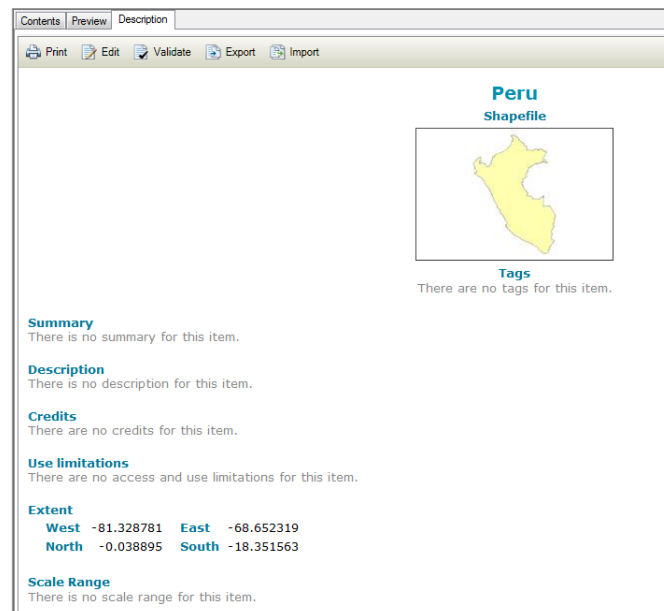 Contents Preview Description
Print Edit Validate Export Import
Peru
Shapefile
Tags
There are no tags for this item.
Summary
There is no summary for this item.
Description
There is no description for this item.
Credits
There are no credits for this item.
Use limitations
There are no access and use limitations for this item.
Extent
West -81.328781 East -68.652319
North -0.038895 South -18.351563
Scale Range
There is no scale range for this item.